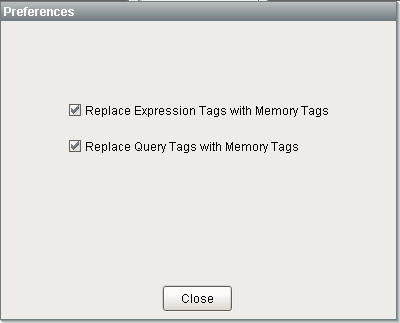 Preferences
Replace Expression Tags with Memory Tags
Replace Query Tags with Memory Tags
Close